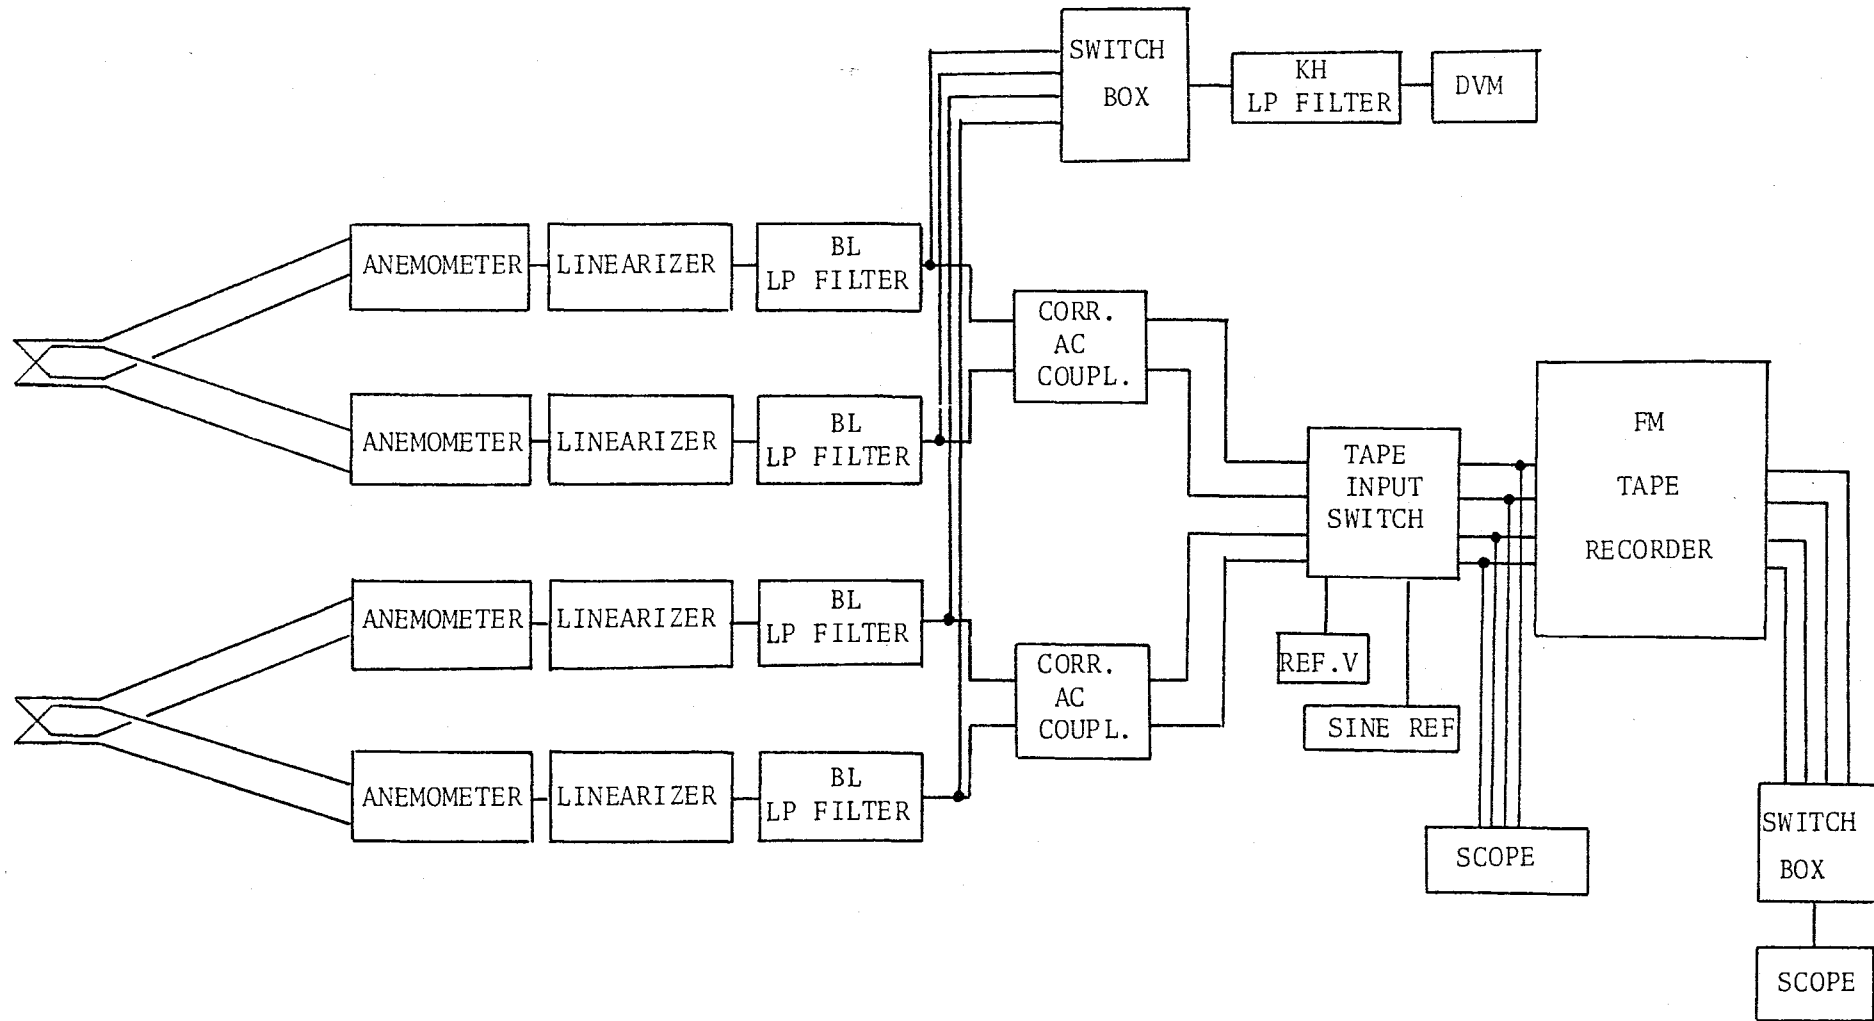 SWITCH
BOX
KH
LP FILTER
DVM
ANEMOMETER
LINEARIZER
BL
LP FILTER
CORR.
AC
COUPL.
ANEMOMETER
LINEARIZER
BL
LP FILTER
TAPE
INPUT
SWITCH
FM
TAPE
RECORDER
ANEMOMETER
LINEARIZER
BL
LP FILTER
CORR.
AC
COUPL.
REF.V
SINE REF
ANEMOMETER
LINEARIZER
BL
LP FILTER
SCOPE
SWITCH
BOX
SCOPE